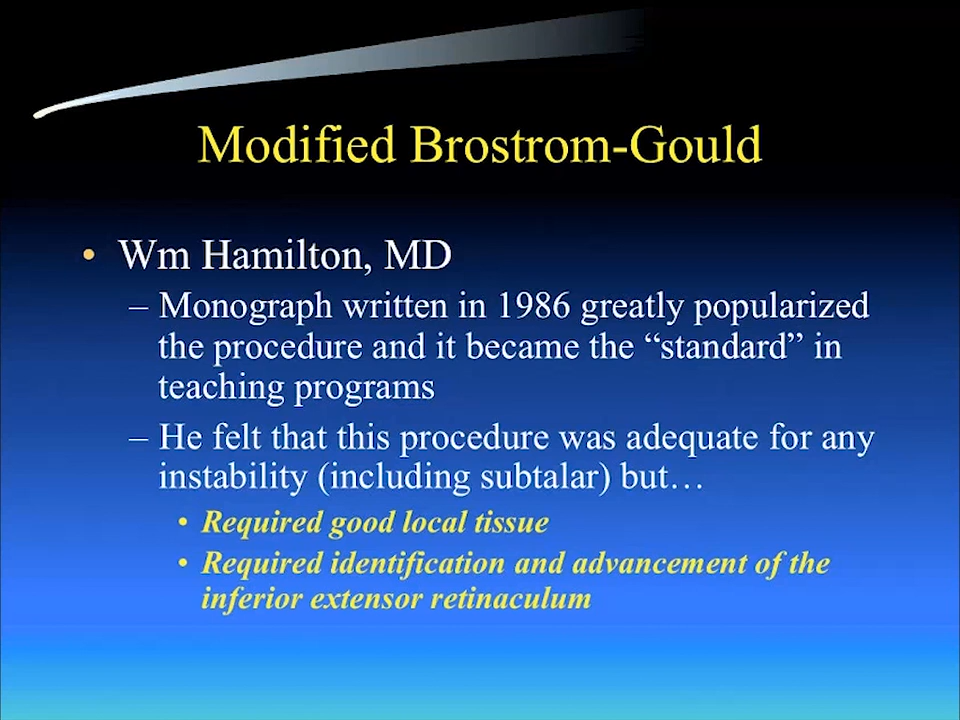 Modified Brostrom-Gould
• Wm Hamilton, MD
– Monograph written in 1986 greatly popularized
the procedure and it became the “standard” in
teaching programs
– He felt that this procedure was adequate for any
instability (including subtalar) but…
• Required good local tissue
• Required identification and advancement of the
inferior extensor retinaculum